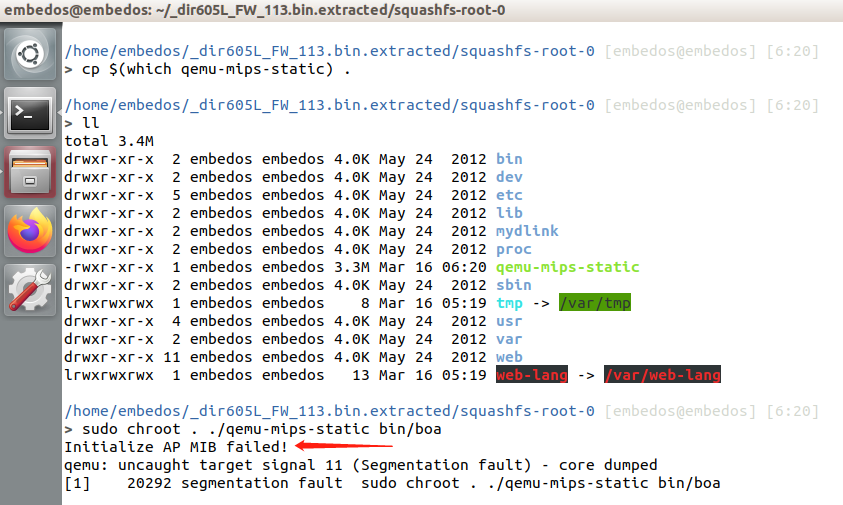 embedos@embedos: ~/_dir605L_FW_113.bin.extracted/squashfs-root-0
/home/embedos/_dir605L_FW_113.bin.extracted/squashfs-root-0 [embedos@embedos] [6:20]
> cp $(which qemu-mips-static) .
/home/embedos/_dir605L_FW_113.bin.extracted/squashfs-root-0 [embedos@embedos] [6:20]
> ll
total 3.4M
drwxr-xr-x  2 embedos embedos 4.0K May 24  2012 bin
drwxr-xr-x  2 embedos embedos 4.0K May 24  2012 dev
drwxr-xr-x  5 embedos embedos 4.0K May 24  2012 etc
drwxr-xr-x  2 embedos embedos 4.0K May 24  2012 lib
drwxr-xr-x  2 embedos embedos 4.0K May 24  2012 mydlink
drwxr-xr-x  2 embedos embedos 4.0K May 24  2012 proc
-rwxr-xr-x  1 embedos embedos 3.3M Mar 16 06:20 qemu-mips-static
drwxr-xr-x  2 embedos embedos 4.0K May 24  2012 sbin
lrwxrwxrwx  1 embedos embedos    8 Mar 16 05:19 tmp -> /var/tmp
drwxr-xr-x  4 embedos embedos 4.0K May 24  2012 usr
drwxr-xr-x  2 embedos embedos 4.0K May 24  2012 var
drwxr-xr-x 11 embedos embedos 4.0K May 24  2012 web
lrwxrwxrwx  1 embedos embedos   13 Mar 16 05:19 web-lang -> /var/web-lang
/home/embedos/_dir605L_FW_113.bin.extracted/squashfs-root-0 [embedos@embedos] [6:20]
> sudo chroot . ./qemu-mips-static bin/boa
Initialize AP MIB failed!
qemu: uncaught target signal 11 (Segmentation fault) - core dumped
[1]    20292 segmentation fault  sudo chroot . ./qemu-mips-static bin/boa